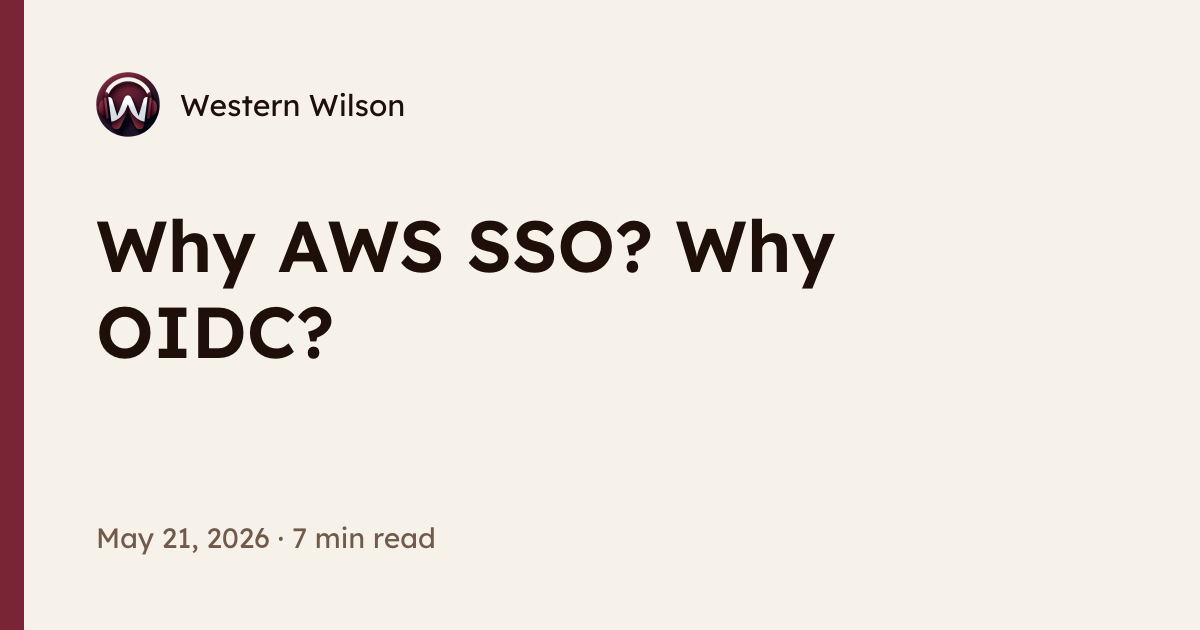 W
Western Wilson
Why AWS SSO? Why
OIDC?
May 21, 2026 · 7 min read